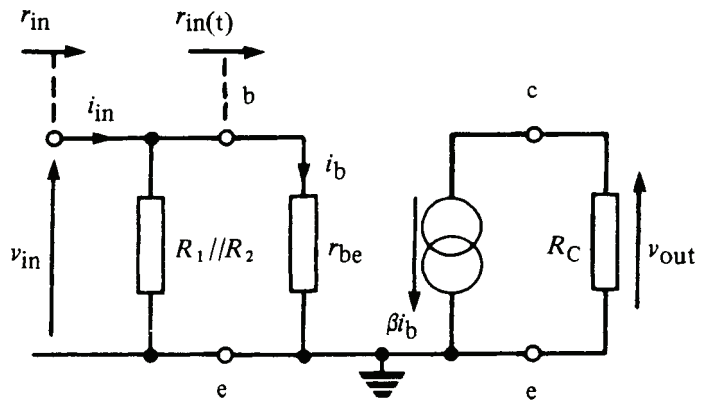 r_in
r_in(t)
b
c
i_in
i_b
v_in
R_1//R_2
r_be
βi_b
R_C
v_out
e
e